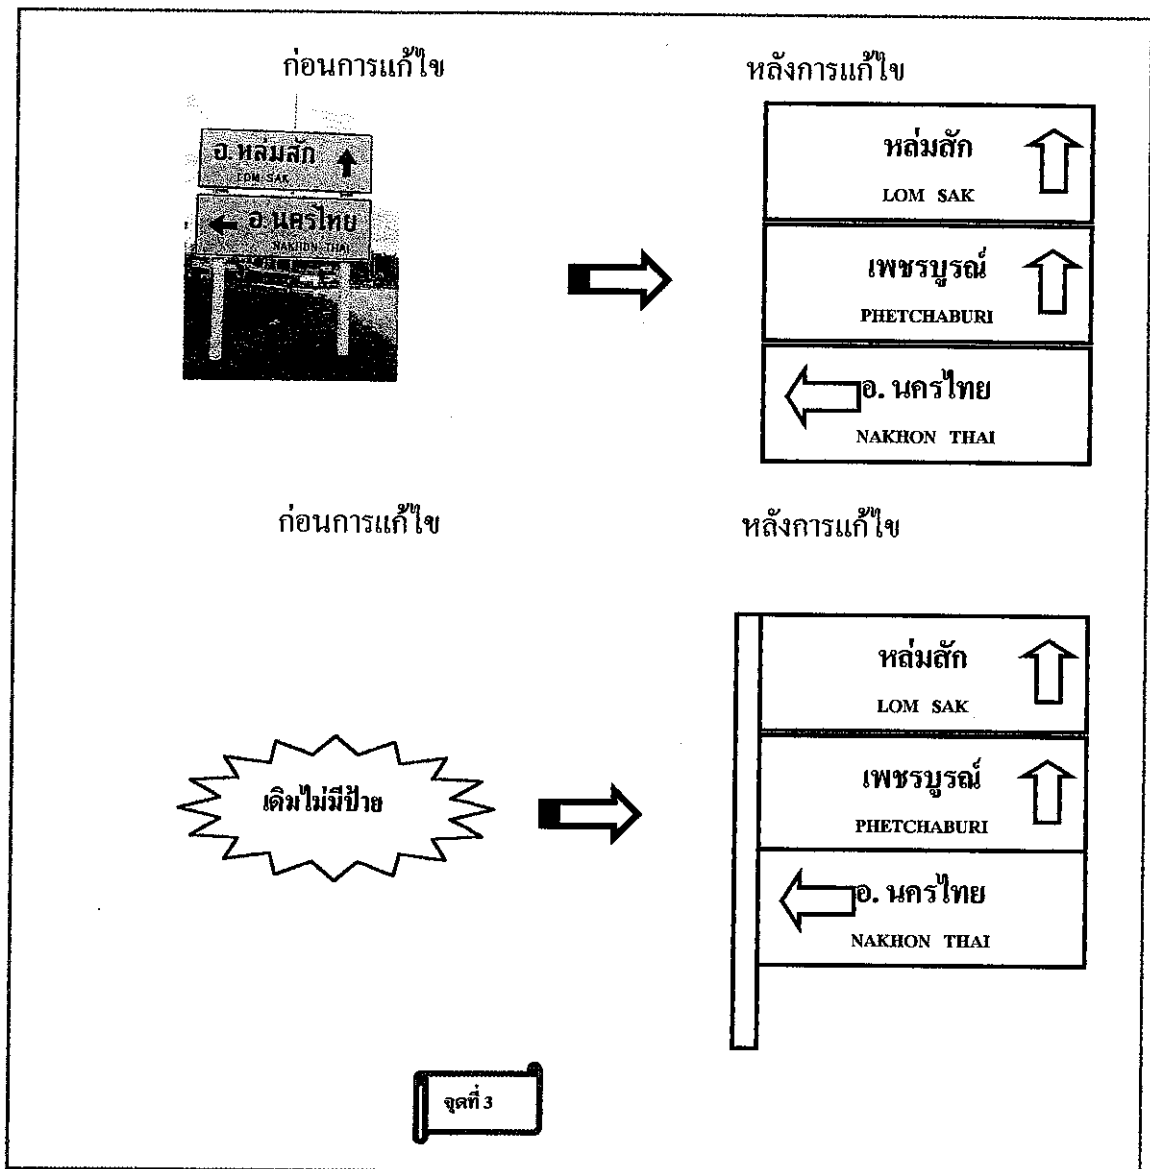 ก่อนการแก้ไข
หลังการแก้ไข
อ.หล่มสัก
LOM SAK
อ.นครไทย
NAKHON THAI
หล่มสัก
LOM SAK
เพชรบูรณ์
PHETCHABURI
อ. นครไทย
NAKHON THAI
ก่อนการแก้ไข
หลังการแก้ไข
เดิมไม่มีป้าย
หล่มสัก
LOM SAK
เพชรบูรณ์
PHETCHABURI
อ. นครไทย
NAKHON THAI
จุดที่ 3